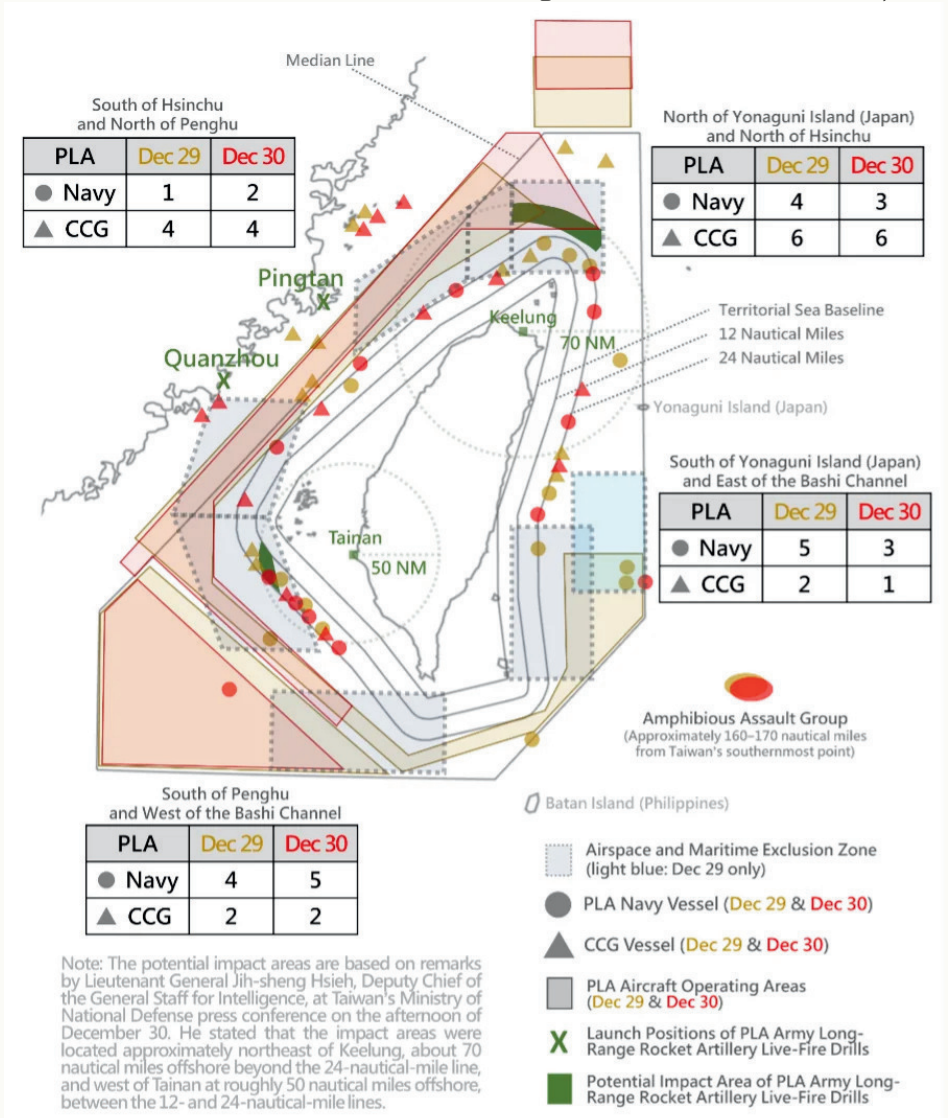 Median Line
South of Hsinchu
and North of Penghu
PLA Dec 29 Dec 30
Navy 1 2
CCG 4 4
North of Yonaguni Island (Japan)
and North of Hsinchu
PLA Dec 29 Dec 30
Navy 4 3
CCG 6 6
Pingtan
X
Quanzhou
X
Keelung
70 NM
Territorial Sea Baseline
12 Nautical Miles
24 Nautical Miles
Yonaguni Island (Japan)
South of Yonaguni Island (Japan)
and East of the Bashi Channel
PLA Dec 29 Dec 30
Navy 5 3
CCG 2 1
Tainan
50 NM
Amphibious Assault Group
(Approximately 160–170 nautical miles
from Taiwan's southernmost point)
Batan Island (Philippines)
South of Penghu
and West of the Bashi Channel
PLA Dec 29 Dec 30
Navy 4 5
CCG 2 2
Airspace and Maritime Exclusion Zone
(light blue: Dec 29 only)
PLA Navy Vessel (Dec 29 & Dec 30)
CCG Vessel (Dec 29 & Dec 30)
PLA Aircraft Operating Areas
(Dec 29 & Dec 30)
X Launch Positions of PLA Army Long-
Range Rocket Artillery Live-Fire Drills
Potential Impact Area of PLA Army Long-
Range Rocket Artillery Live-Fire Drills
Note: The potential impact areas are based on remarks
by Lieutenant General Jih-sheng Hsieh, Deputy Chief of
the General Staff for Intelligence, at Taiwan's Ministry of
National Defense press conference on the afternoon of
December 30. He stated that the impact areas were
located approximately northeast of Keelung, about 70
nautical miles offshore beyond the 24-nautical-mile line,
and west of Tainan at roughly 50 nautical miles offshore,
between the 12- and 24-nautical-mile lines.